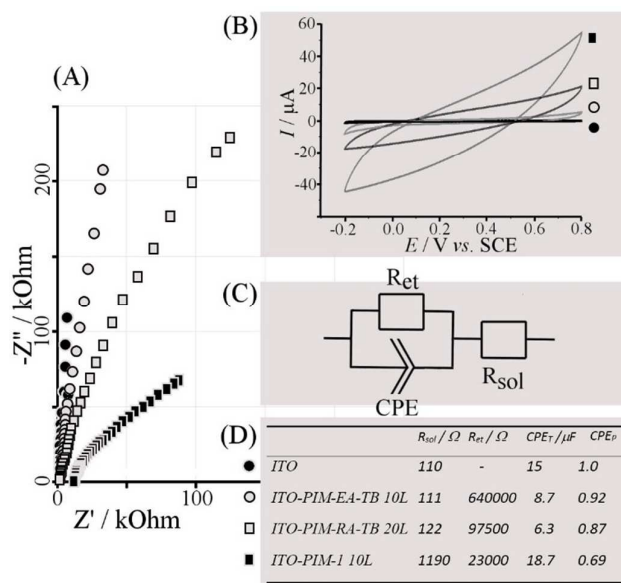 (A)
-Z'' / kOhm
200
100
0
0
100
Z' / kOhm
(B)
I / µA
60
40
20
0
-20
-40
-0.2
0.0
0.2
0.4
0.6
0.8
E / V vs. SCE
(C)
Ret
CPE
Rsol
(D)
Rsol / Ω Ret / Ω CPET / µF CPEP
ITO 110 - 15 1.0
ITO-PIM-EA-TB 10L 111 640000 8.7 0.92
ITO-PIM-RA-TB 20L 122 97500 6.3 0.87
ITO-PIM-1 10L 1190 23000 18.7 0.69